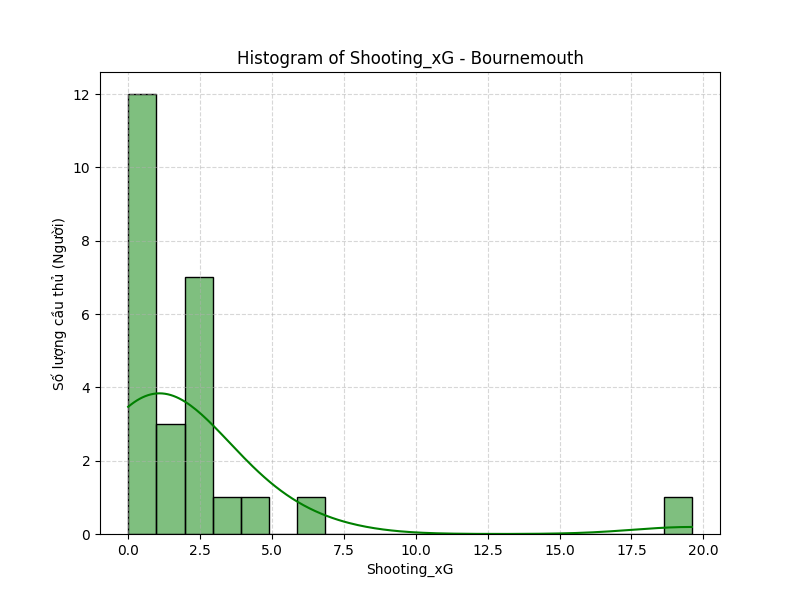 Histogram of Shooting_xG - Bournemouth
Số lượng cầu thủ (Người)
12
10
8
6
4
2
0
0.0 2.5 5.0 7.5 10.0 12.5 15.0 17.5 20.0
Shooting_xG